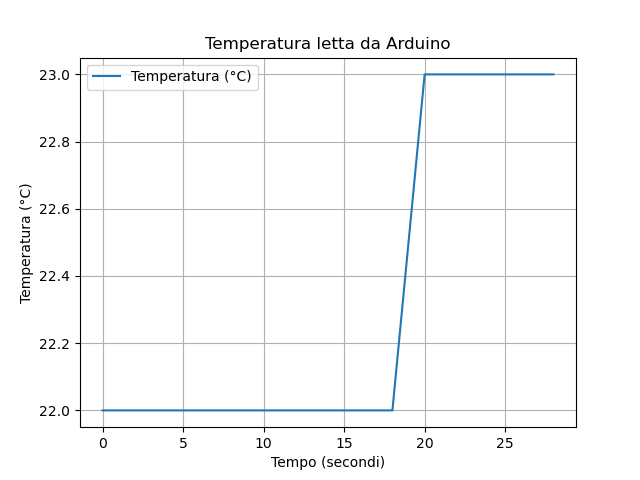 Temperatura letta da Arduino
Temperatura (°C)
Temperatura (°C)
23.0
22.8
22.6
22.4
22.2
22.0
0 5 10 15 20 25
Tempo (secondi)